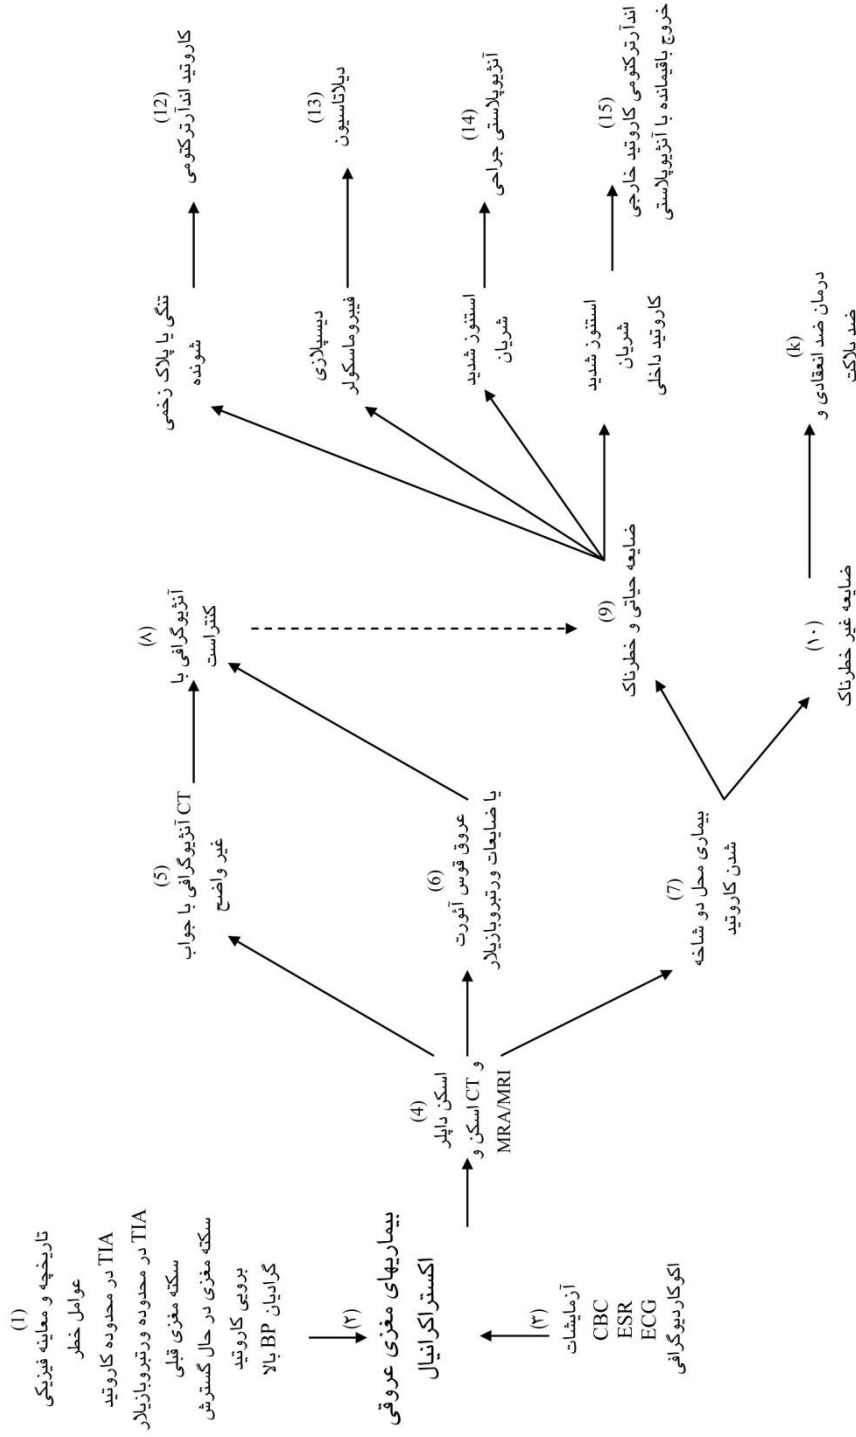 (1)
تاریخچه و معاینه فیزیکی
عوامل خطر
TIA در محدوده کاروتید
TIA در محدوده ورتبروبازیلار
سکته مغزی قبلی
سکته مغزی در حال گسترش
برویی کاروتید
گرادیان BP بالا
(۲)
بیماریهای مغزی عروقی
اکستراکرانیال
(۳)
آزمایشات
CBC
ESR
ECG
اکوکاردیوگرافی
(4)
اسکن داپلر
و CT اسکن و
MRA/MRI
(5)
CT آنژیوگرافی با جواب
غیر واضح
(6)
عروق قوس آئورت
یا ضایعات ورتبروبازیلار
(7)
بیماری محل دو شاخه
شدن کاروتید
(۸)
آنژیوگرافی با
کنتراست
(9)
ضایعه حیاتی و خطرناک
(۱۰)
ضایعه غیر خطرناک
تنگی یا پلاک زخمی
شونده
دیسپلازی
فیبروماسکولر
استنوز شدید
شریان
استنوز شدید
شریان
کاروتید داخلی
(12)
کاروتید اندآرترکتومی
(13)
دیلاتاسیون
(14)
آنژیوپلاستی جراحی
(15)
اندآرترکتومی کاروتید خارجی
خروج باقیمانده با آنژیوپلاستی
(k)
درمان ضد انعقادی و
ضد پلاکت